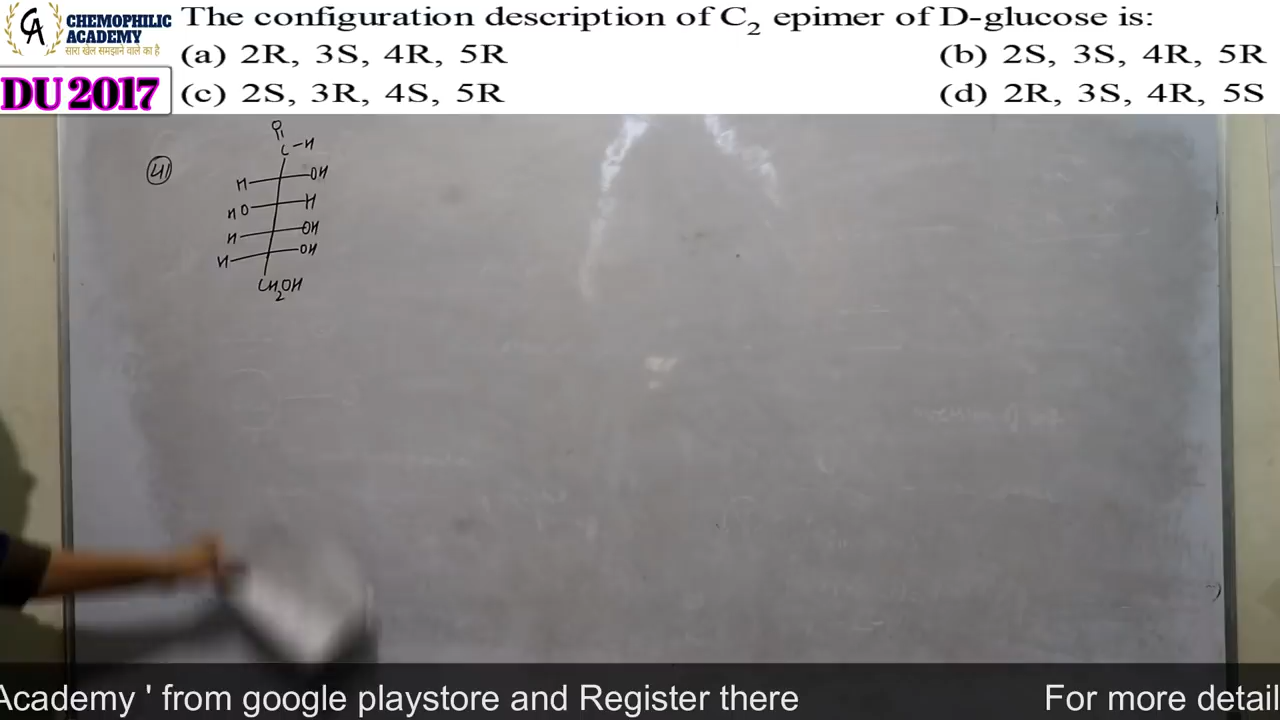 CHEMOPHILIC
ACADEMY
सारा खेल समझाने वाले का है
DU 2017
The configuration description of C2 epimer of D-glucose is:
(a) 2R, 3S, 4R, 5R
(b) 2S, 3S, 4R, 5R
(c) 2S, 3R, 4S, 5R
(d) 2R, 3S, 4R, 5S
41
O
C-H
H OH
HO H
H OH
H OH
CH2OH
Academy ' from google playstore and Register there
For more detail